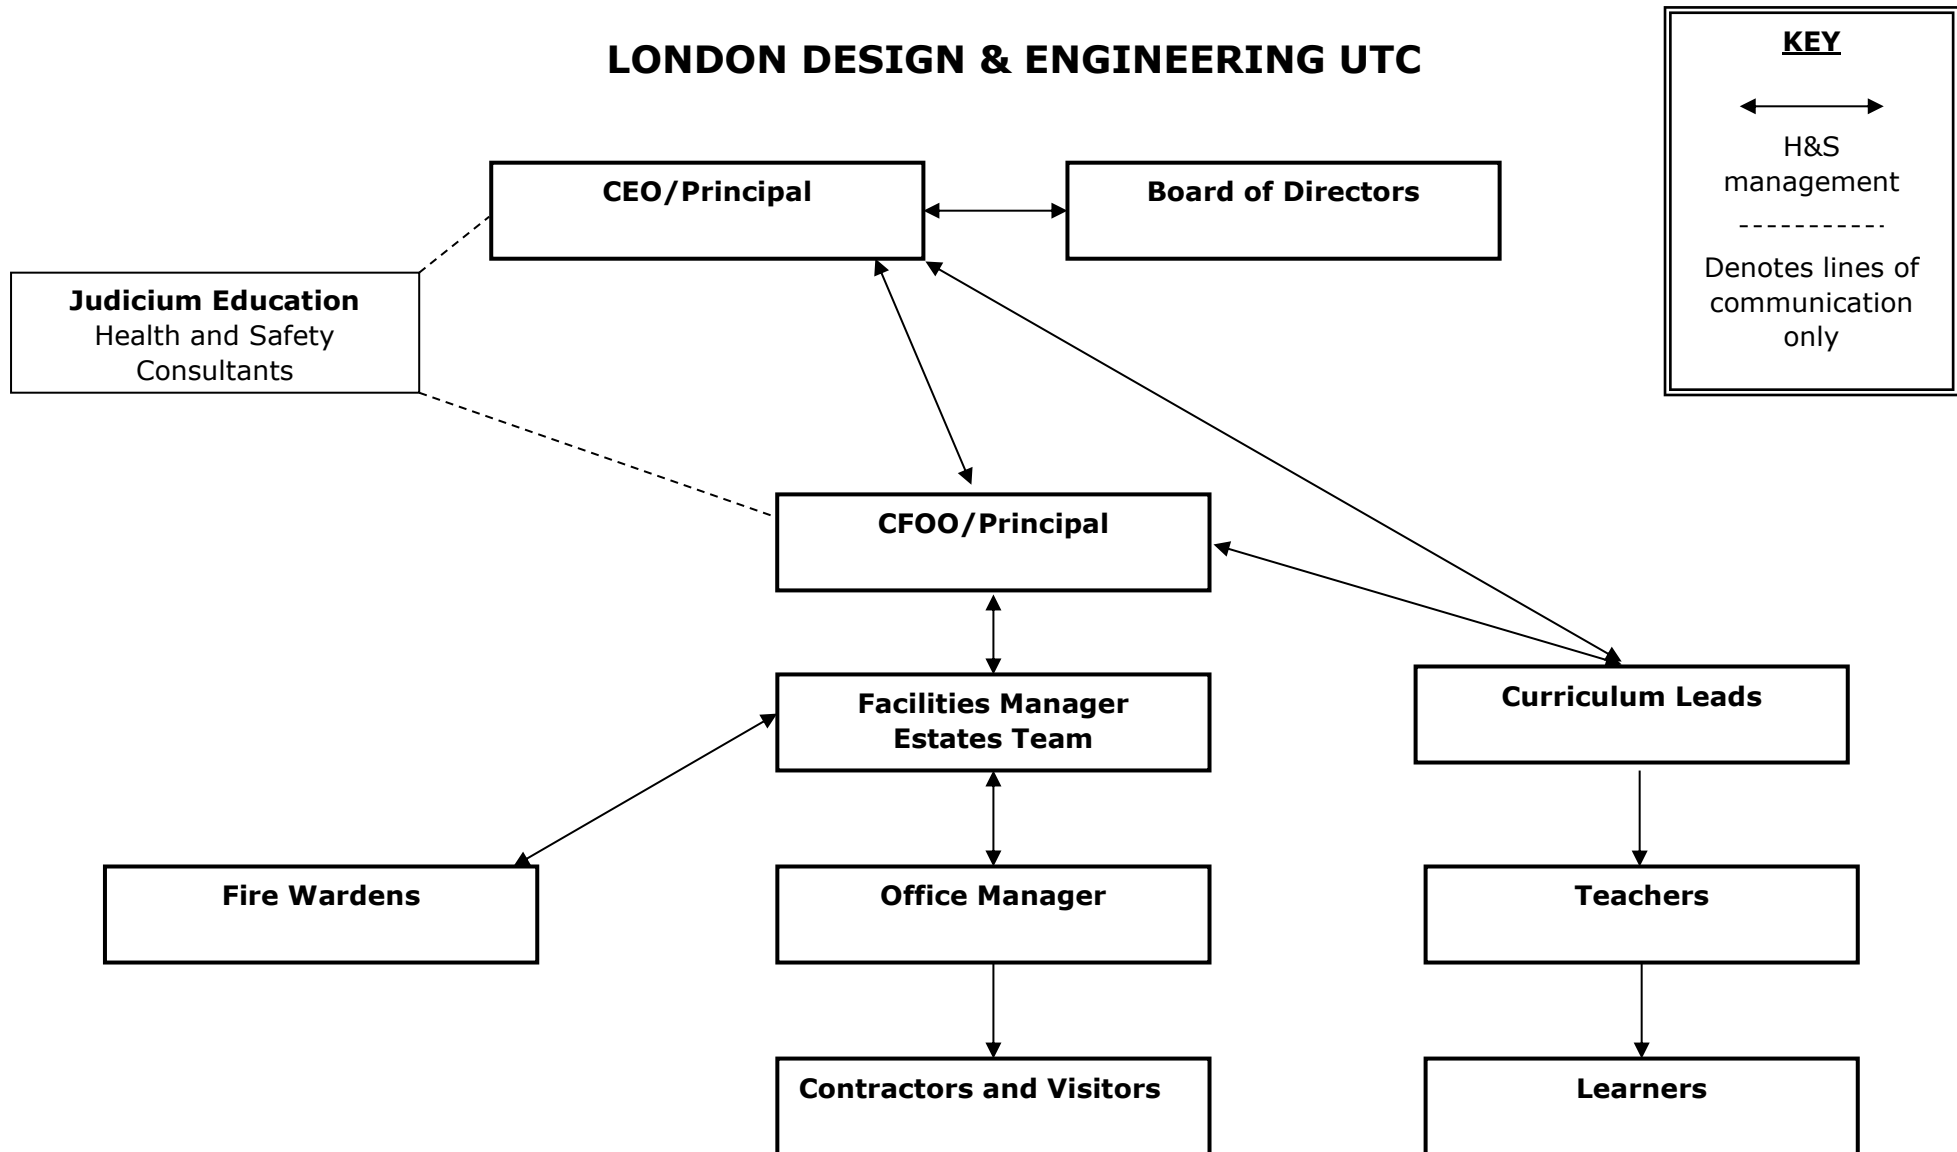 LONDON DESIGN & ENGINEERING UTC
KEY
H&S
management
Denotes lines of
communication
only
CEO/Principal
Board of Directors
Judicium Education
Health and Safety
Consultants
CFOO/Principal
Facilities Manager
Estates Team
Curriculum Leads
Fire Wardens
Office Manager
Teachers
Contractors and Visitors
Learners